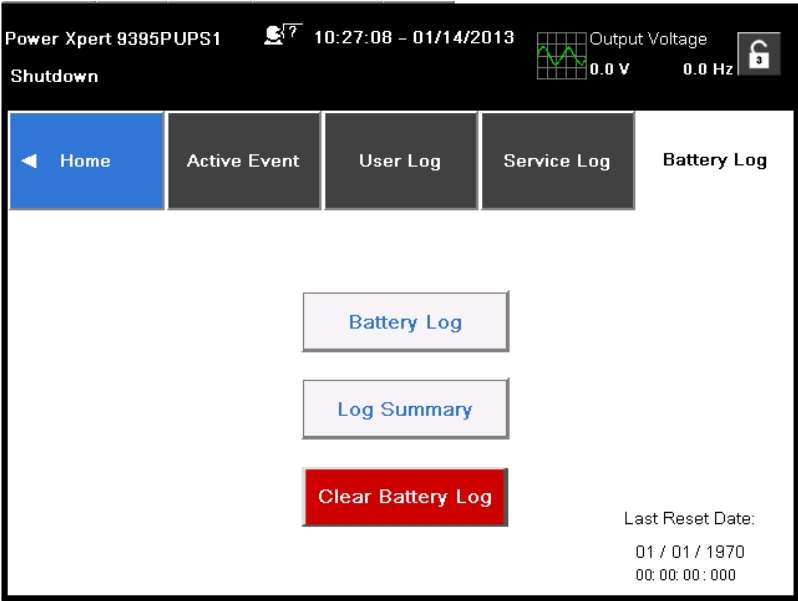 Power Xpert 9395P UPS1
? 10:27:08 - 01/14/2013
Output Voltage
Shutdown
0.0 V 0.0 Hz
3
Home
Active Event
User Log
Service Log
Battery Log
Battery Log
Log Summary
Clear Battery Log
Last Reset Date:
01 / 01 / 1970
00: 00: 00 : 000